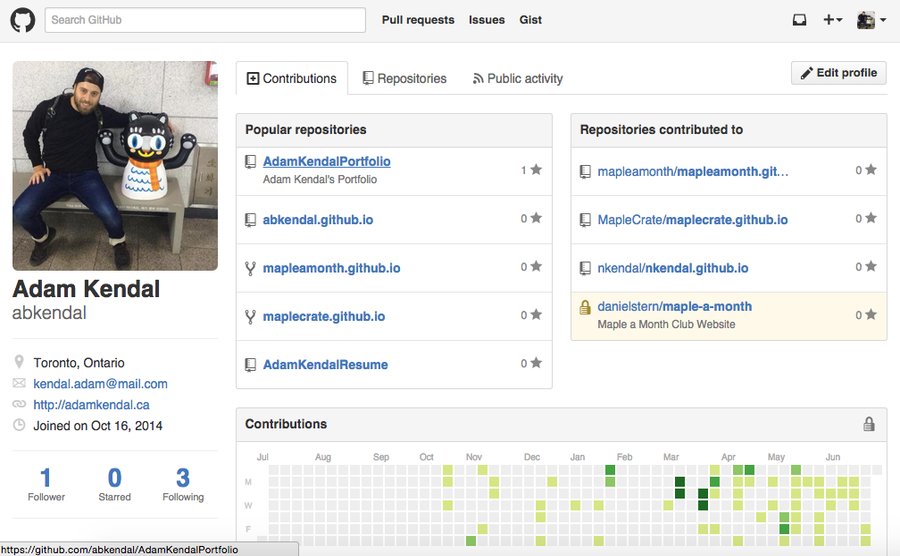 Search GitHub
Pull requests Issues Gist
Contributions Repositories Public activity Edit profile
Popular repositories
AdamKendalPortfolio 1
Adam Kendal's Portfolio
abkendal.github.io 0
mapleamonth.github.io 0
maplecrate.github.io 0
AdamKendalResume 0
Repositories contributed to
mapleamonth/mapleamonth.git… 0
MapleCrate/maplecrate.github.io 0
nkendal/nkendal.github.io 0
danielstern/maple-a-month 0
Maple a Month Club Website
Adam Kendal
abkendal
Toronto, Ontario
kendal.adam@mail.com
http://adamkendal.ca
Joined on Oct 16, 2014
1 0 3
Follower Starred Following
Contributions
Jul Aug Sep Oct Nov Dec Jan Feb Mar Apr May Jun
M
W
F
https://github.com/abkendal/AdamKendalPortfolio